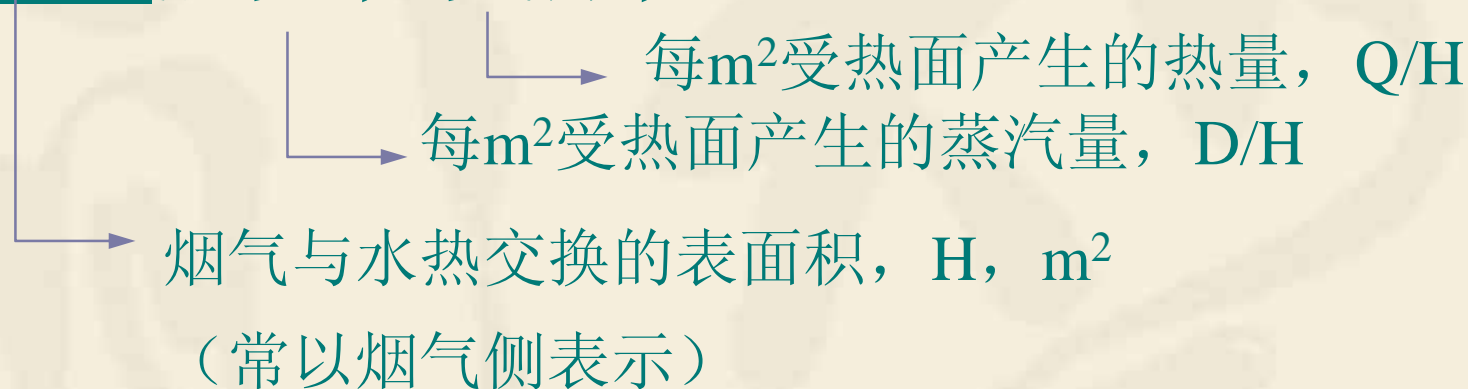 每m²受热面产生的热量，Q/H
每m²受热面产生的蒸汽量，D/H
烟气与水热交换的表面积，H，m²
（常以烟气侧表示）